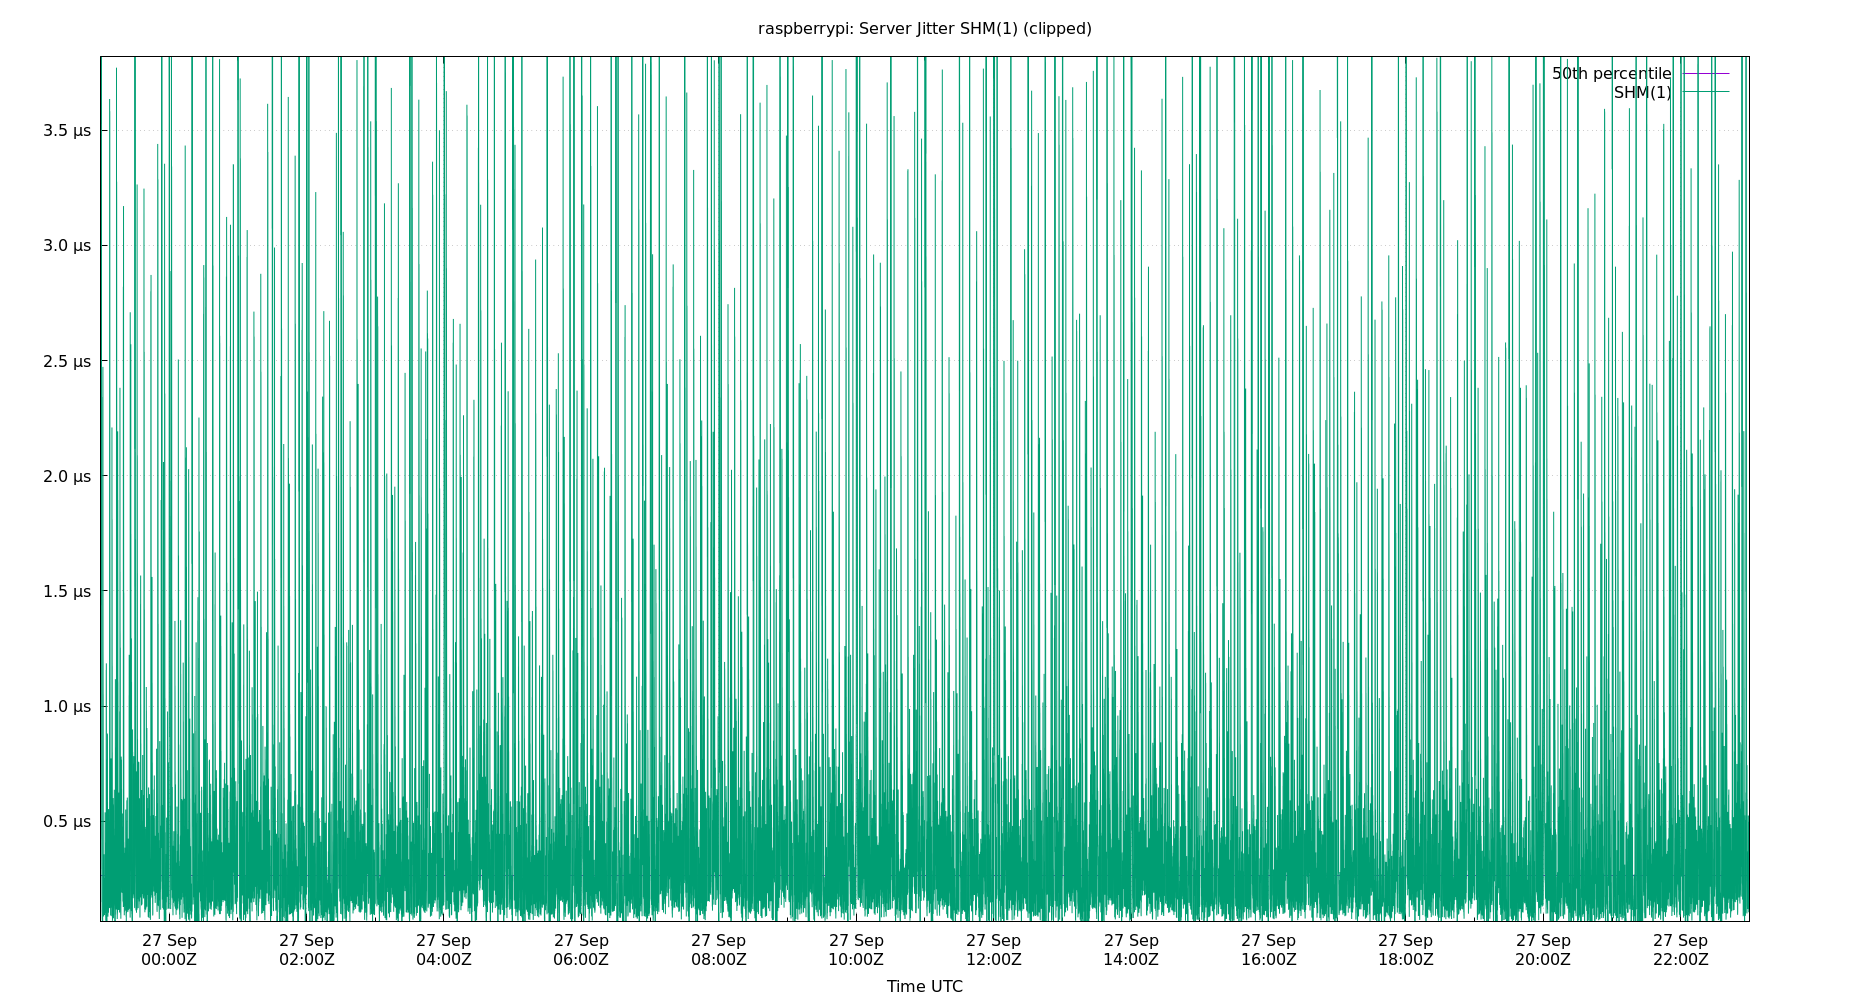 raspberrypi: Server Jitter SHM(1) (clipped)
50th percentile
SHM(1)
3.5 µs
3.0 µs
2.5 µs
2.0 µs
1.5 µs
1.0 µs
0.5 µs
27 Sep 27 Sep 27 Sep 27 Sep 27 Sep 27 Sep 27 Sep 27 Sep 27 Sep 27 Sep 27 Sep 27 Sep
00:00Z 02:00Z 04:00Z 06:00Z 08:00Z 10:00Z 12:00Z 14:00Z 16:00Z 18:00Z 20:00Z 22:00Z
Time UTC